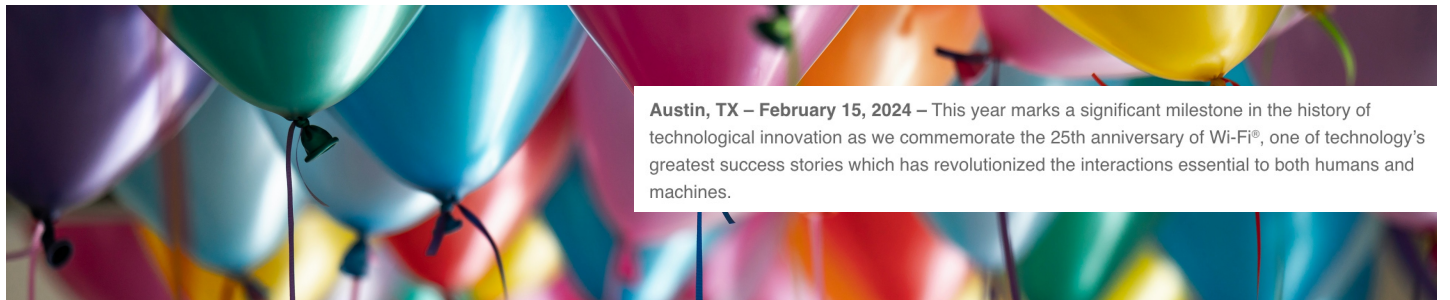 Austin, TX – February 15, 2024 – This year marks a significant milestone in the history of
technological innovation as we commemorate the 25th anniversary of Wi-Fi®, one of technology’s
greatest success stories which has revolutionized the interactions essential to both humans and
machines.